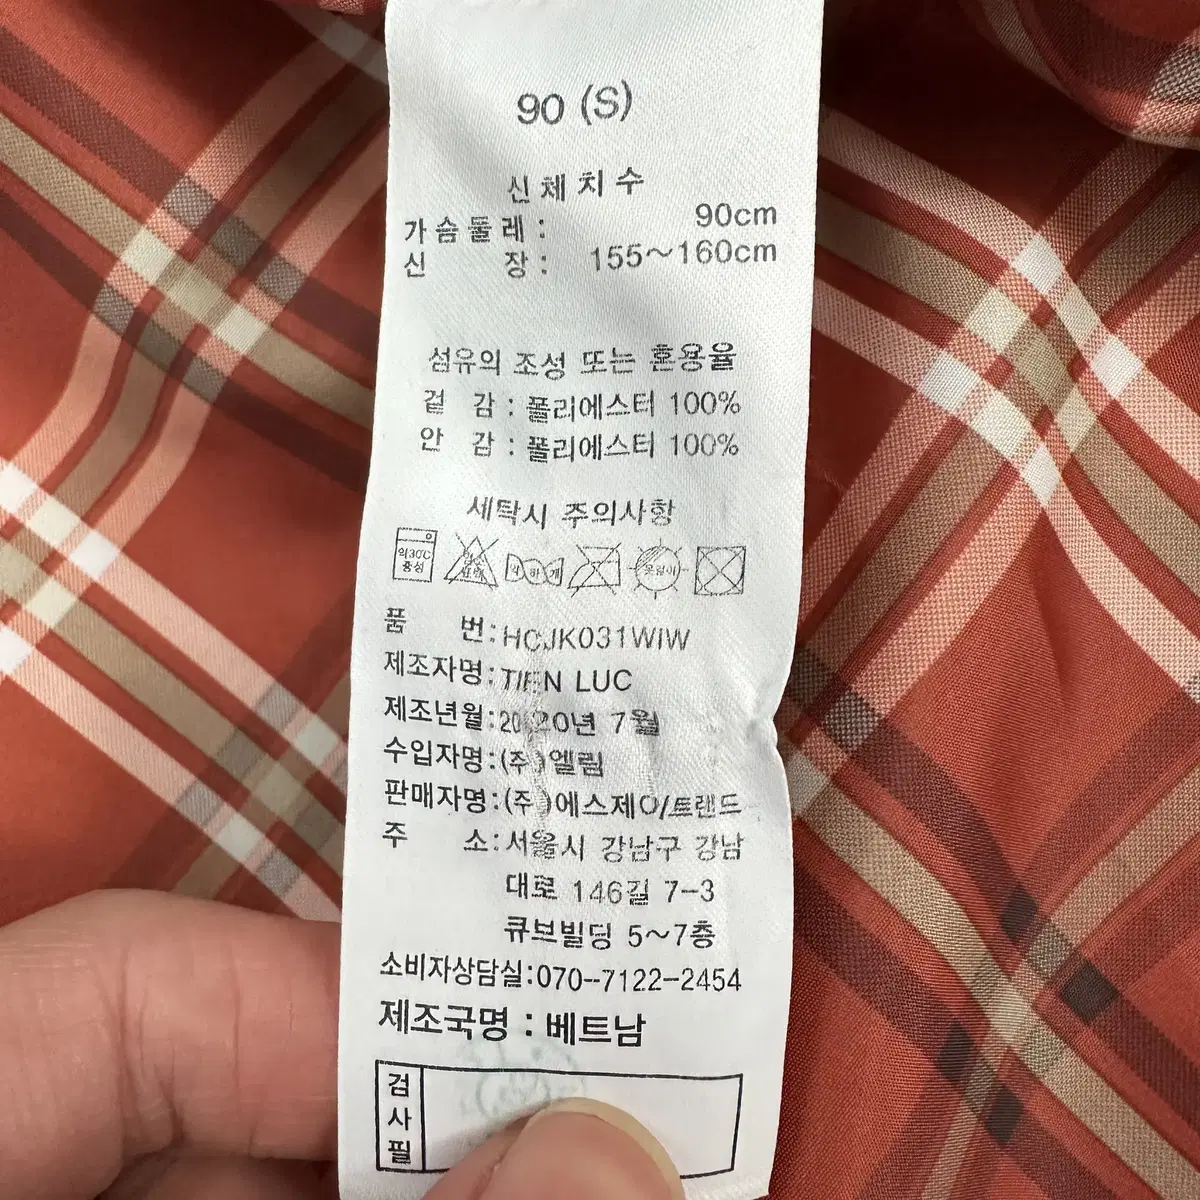 90 (S)
신체치수
가슴둘레 : 90cm
신 장 : 155~160cm
섬유의 조성 또는 혼용율
겉 감 : 폴리에스터 100%
안 감 : 폴리에스터 100%
세탁시 주의사항
약30℃ 중성
품 번:HCJK031WIW
제조자명:TIEN LUC
제조년월:2020년 7월
수입자명:(주)엘림
판매자명:(주)에스제이/트랜드
주 소:서울시 강남구 강남
대로 146길 7-3
큐브빌딩 5~7층
소비자상담실:070-7122-2454
제조국명 : 베트남
검사필